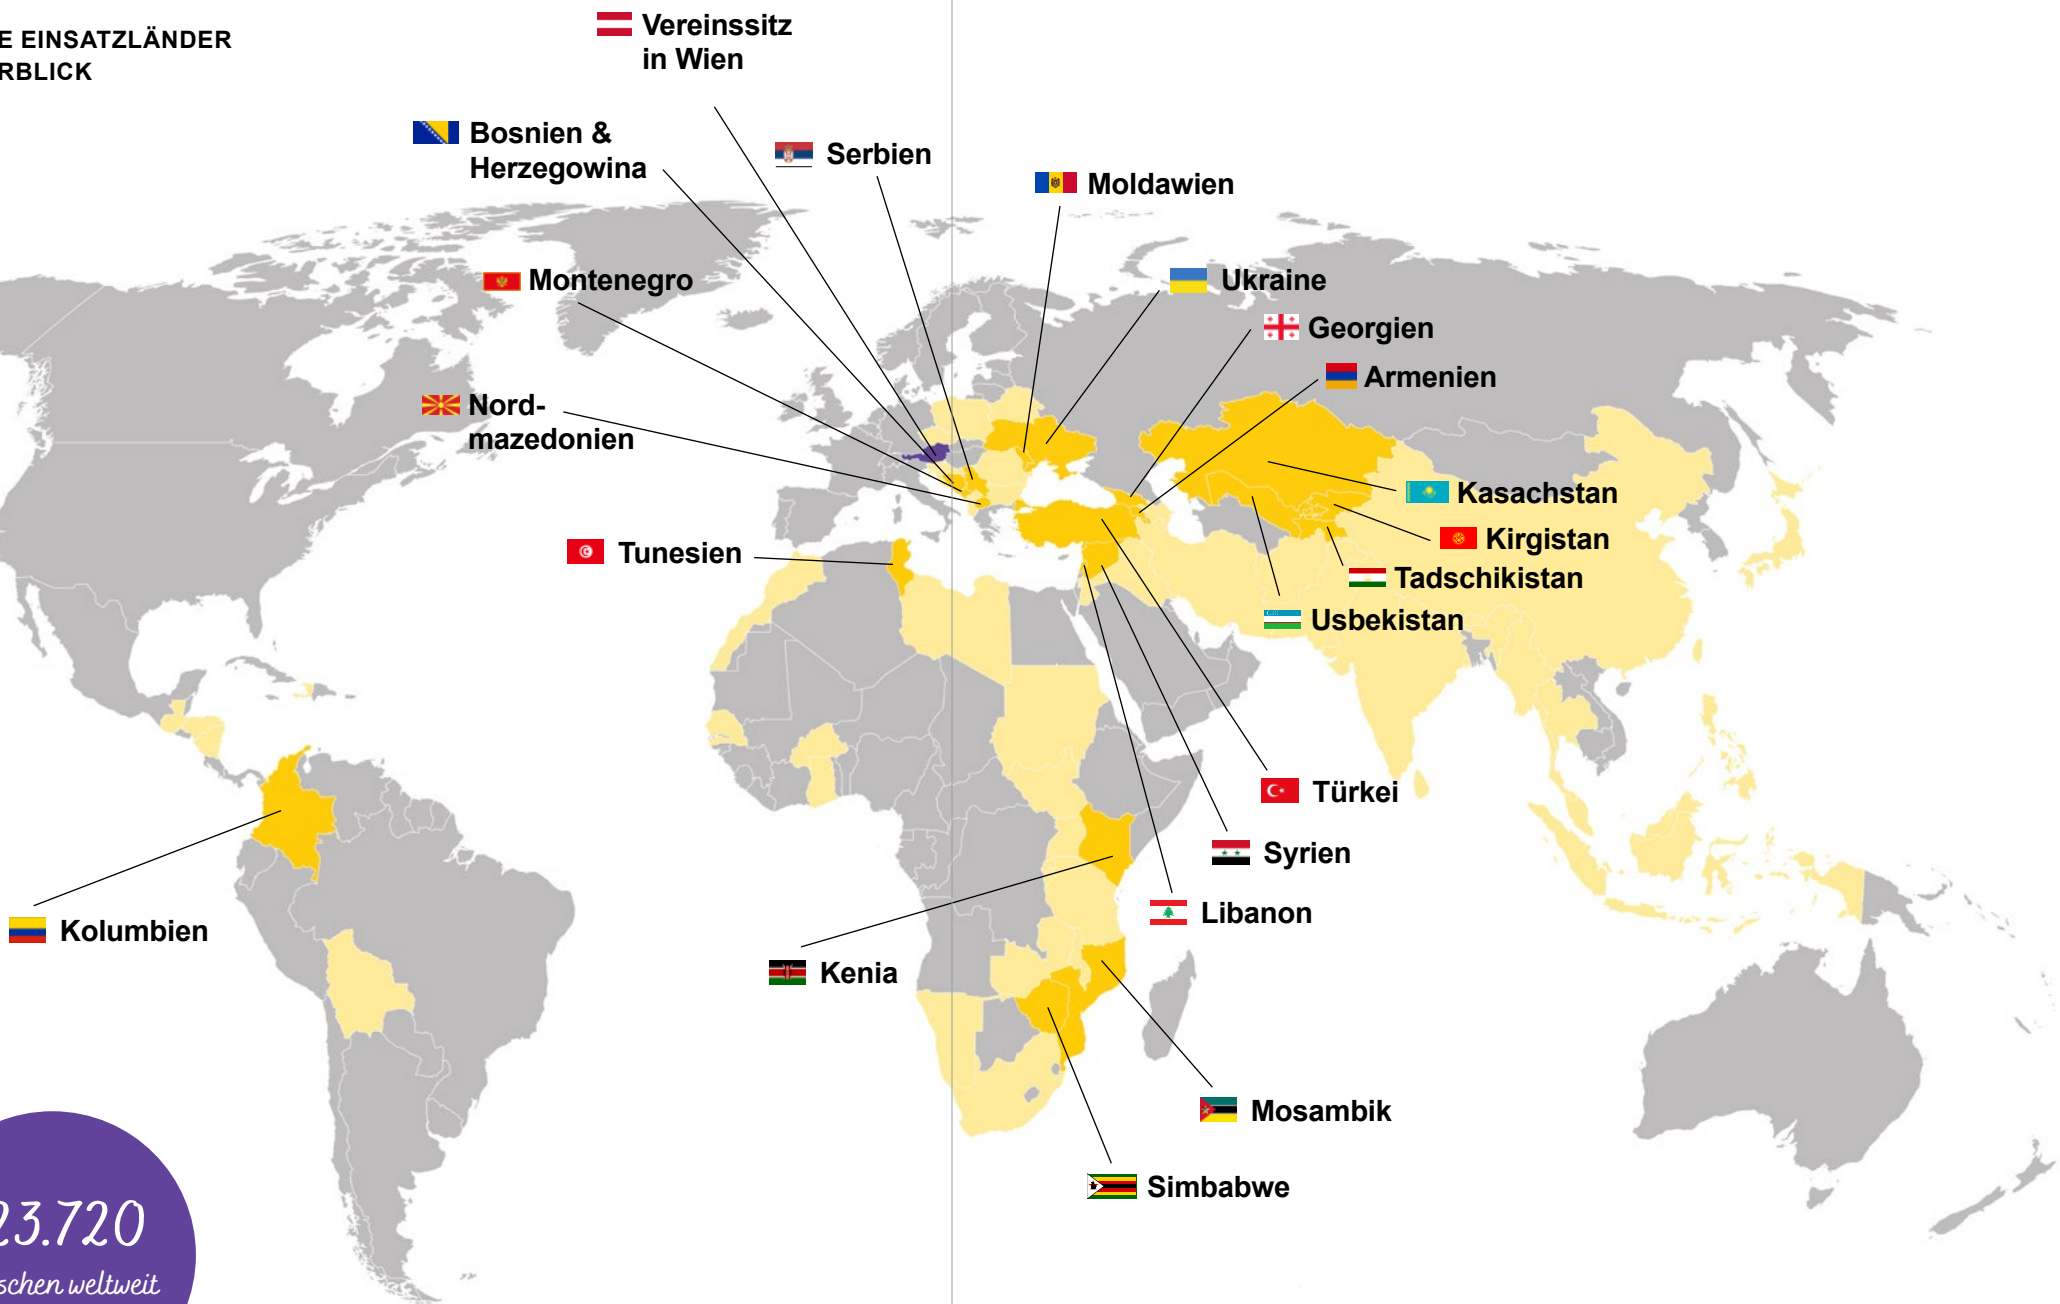 E EINSATZLÄNDER
RBLICK
Vereinssitz
in Wien
Bosnien &
Herzegowina
Serbien
Moldawien
Montenegro
Ukraine
Georgien
Armenien
Nord-
mazedonien
Kasachstan
Kirgistan
Tunesien
Tadschikistan
Usbekistan
Türkei
Syrien
Libanon
Kolumbien
Kenia
Mosambik
Simbabwe
23.720
schen weltweit